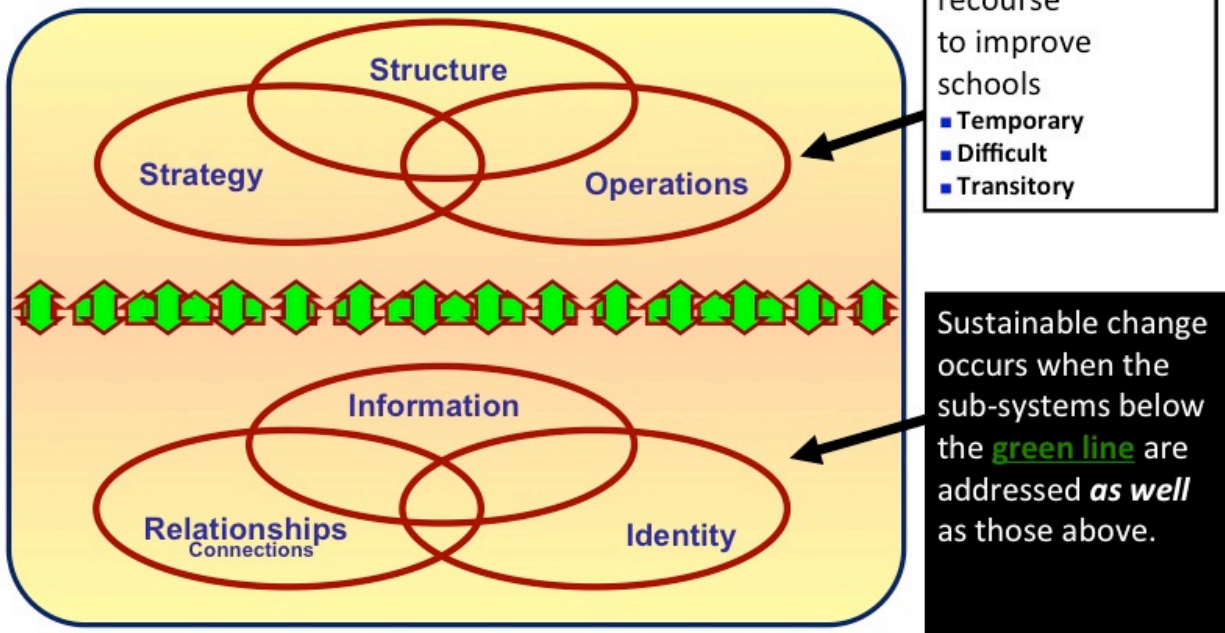 Structure
Strategy
Operations
recourse
to improve
schools
▪ Temporary
▪ Difficult
▪ Transitory
Information
Relationships
Connections
Identity
Sustainable change
occurs when the
sub-systems below
the green line are
addressed as well
as those above.